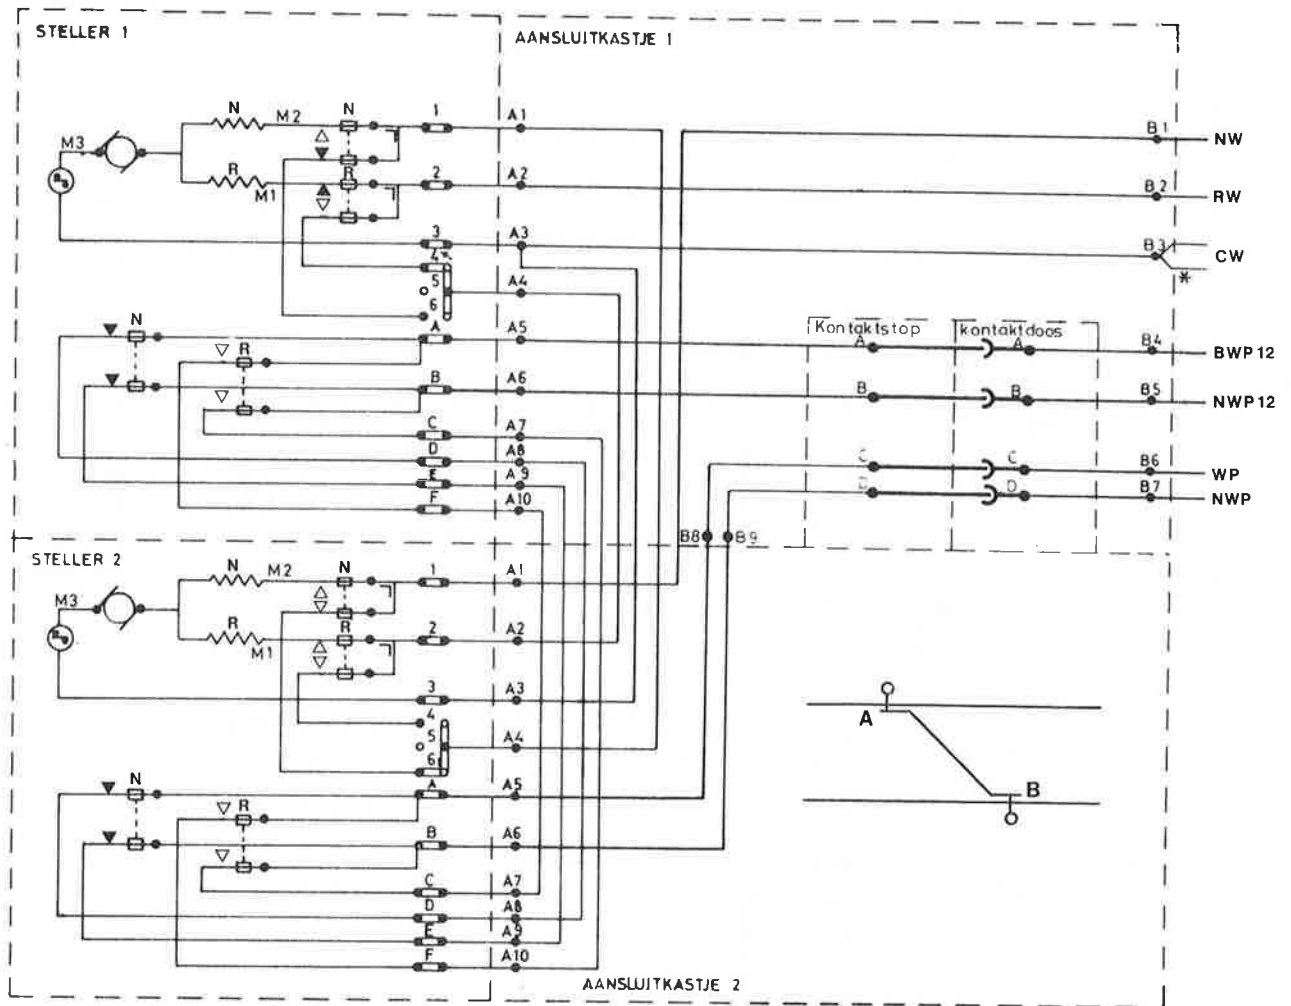 STELLER 1
AANSLUITKASTJE 1
N M2 N 1 A1
B1 NW
M3
R M1 R 2 A2
B2 RW
3 A3
B3 CW
*
4
5 A4
6
Kontaktstop kontaktdoos
N A A5 A A B4 BWP12
R
B A6 B B B5 NWP12
C A7
D A8 C C B6 WP
E A9 D D B7 NWP
F A10
B8 B9
STELLER 2
N M2 N 1 A1
M3
R M1 R 2 A2
3 A3
4
5 A4
6
A
B
N A A5
R
B A6
C A7
D A8
E A9
F A10
AANSLUITKASTJE 2